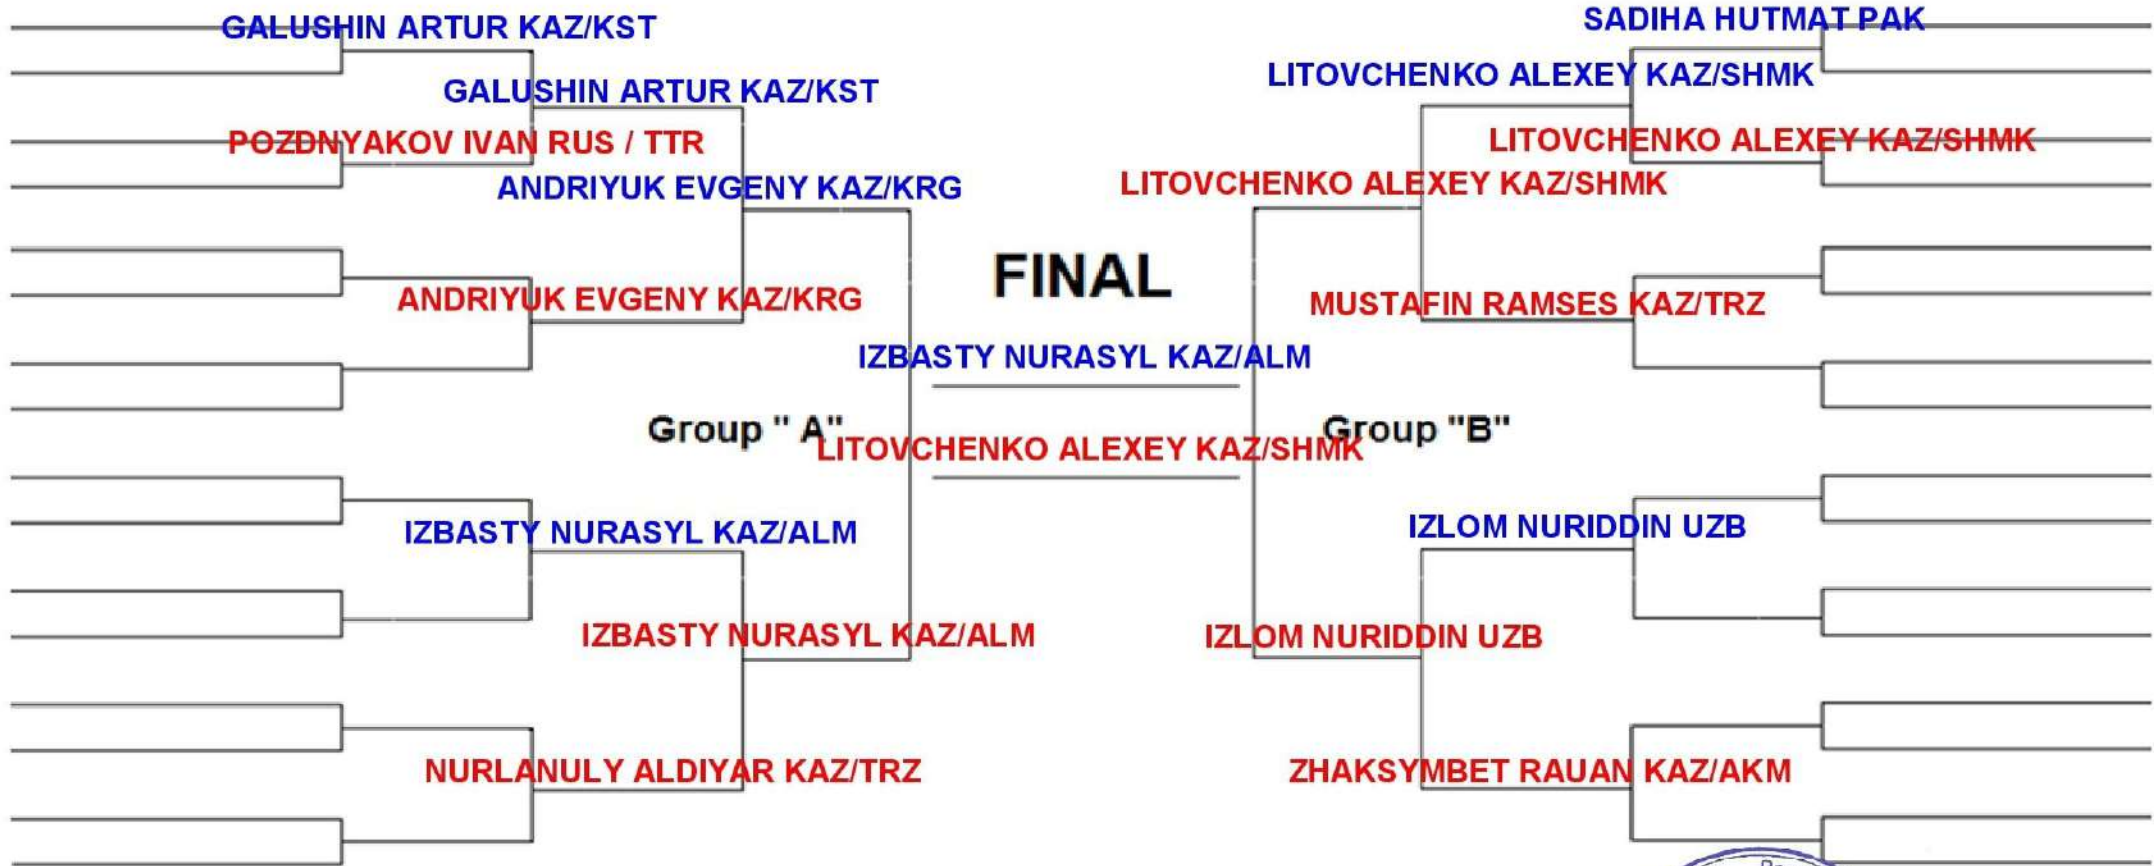 GALUSHIN ARTUR KAZ/KST
GALUSHIN ARTUR KAZ/KST
POZDNYAKOV IVAN RUS / TTR
ANDRIYUK EVGENY KAZ/KRG
ANDRIYUK EVGENY KAZ/KRG
IZBASTY NURASYL KAZ/ALM
IZBASTY NURASYL KAZ/ALM
NURLANULY ALDIYAR KAZ/TRZ
Group " A"
FINAL
IZBASTY NURASYL KAZ/ALM
LITOVCHENKO ALEXEY KAZ/SHMK
SADIHA HUTMAT PAK
LITOVCHENKO ALEXEY KAZ/SHMK
LITOVCHENKO ALEXEY KAZ/SHMK
LITOVCHENKO ALEXEY KAZ/SHMK
MUSTAFIN RAMSES KAZ/TRZ
Group "B"
IZLOM NURIDDIN UZB
IZLOM NURIDDIN UZB
ZHAKSYMBET RAUAN KAZ/AKM